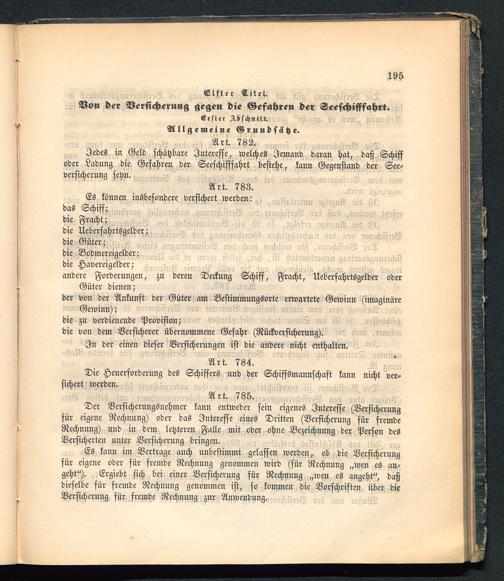 195
Elfter Titel.
Von der Versicherung gegen die Gefahren der Seeschifffahrt.
Erster Abschnitt.
Allgemeine Grundsätze.
Art. 782.
Jedes in Geld schätzbare Interesse, welches Jemand daran hat, daß Schiff
oder Ladung die Gefahren der Seeschifffahrt bestehe, kann Gegenstand der See-
versicherung seyn.
Art. 783.
Es können insbesondere versichert werden:
das Schiff;
die Fracht;
die Ueberfahrtsgelder;
die Güter;
die Bodmereigelder;
die Havereigelder;
andere Forderungen, zu deren Deckung Schiff, Fracht, Ueberfahrtsgelder oder
Güter dienen;
der von der Ankunft der Güter am Bestimmungsorte erwartete Gewinn (imaginäre
Gewinn);
die zu verdienende Provision;
die von dem Versicherer übernommene Gefahr (Rückversicherung).
In der einen dieser Versicherungen ist die andere nicht enthalten.
Art. 784.
Die Heuerforderung des Schiffers und der Schiffsmannschaft kann nicht ver-
sichert werden.
Art. 785.
Der Versicherungsnehmer kann entweder sein eigenes Interesse (Versicherung
für eigene Rechnung) oder das Interesse eines Dritten (Versicherung für fremde
Rechnung) und in dem letzteren Falle mit oder ohne Bezeichnung der Person des
Versicherten unter Versicherung bringen.
Es kann im Vertrage auch unbestimmt gelassen werden, ob die Versicherung
für eigene oder für fremde Rechnung genommen wird (für Rechnung „wen es an-
geht“). Ergiebt sich bei einer Versicherung für Rechnung „wen es angeht“, daß
dieselbe für fremde Rechnung genommen ist, so kommen die Vorschriften über die
Versicherung für fremde Rechnung zur Anwendung.